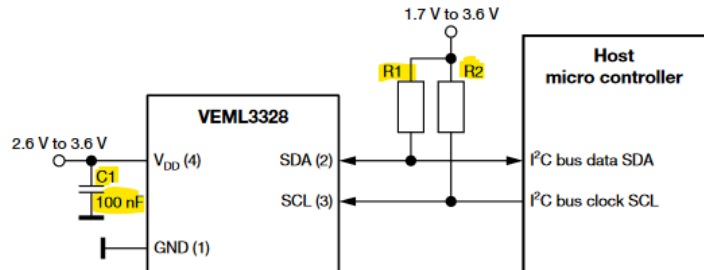 1.7 V to 3.6 V
R1
R2
Host
micro controller
VEML3328
2.6 V to 3.6 V
V_DD (4)
SDA (2)
I²C bus data SDA
C1
100 nF
SCL (3)
I²C bus clock SCL
GND (1)